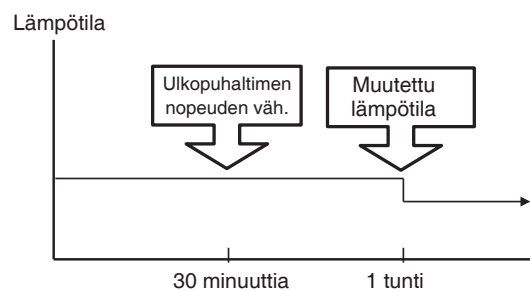 Lämpötila
Ulkopuhaltimen
nopeuden väh.
Muutettu
lämpötila
30 minuuttia
1 tunti